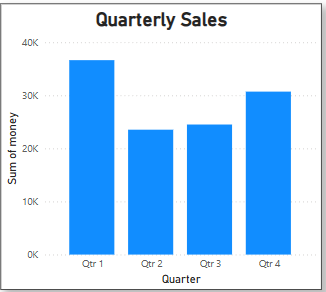 Quarterly Sales
40K
30K
20K
10K
0K
Sum of money
Qtr 1 Qtr 2 Qtr 3 Qtr 4
Quarter